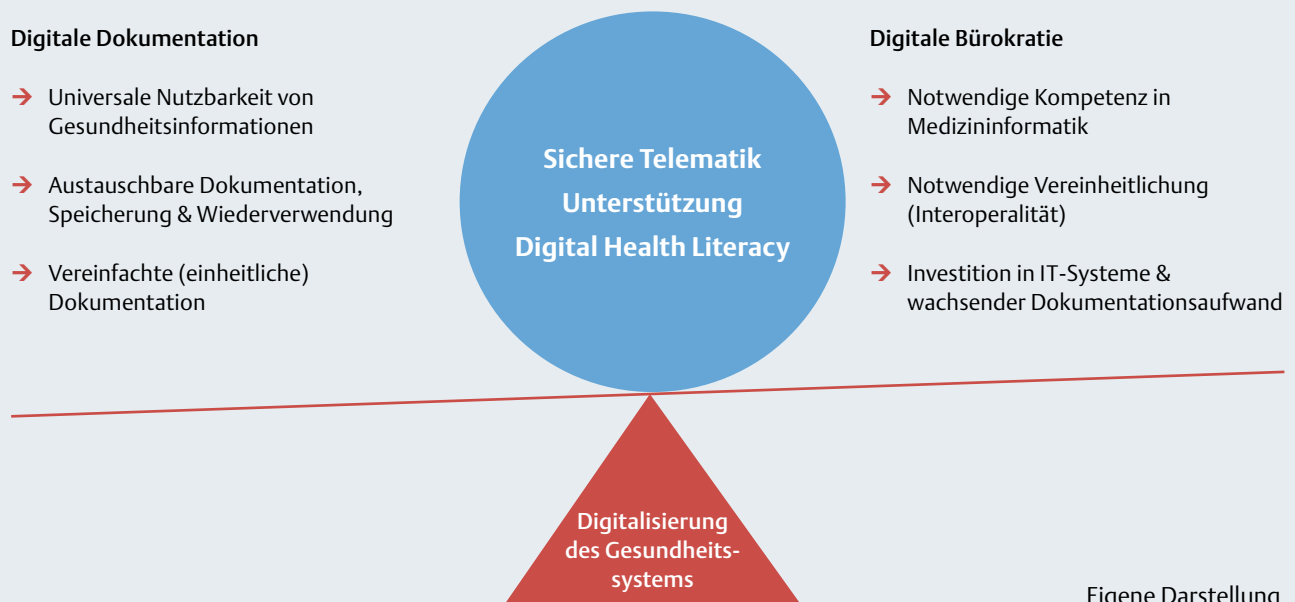 Digitale Dokumentation
→ Universale Nutzbarkeit von
Gesundheitsinformationen
→ Austauschbare Dokumentation,
Speicherung & Wiederverwendung
→ Vereinfachte (einheitliche)
Dokumentation
Sichere Telematik
Unterstützung
Digital Health Literacy
Digitale Bürokratie
→ Notwendige Kompetenz in
Medizininformatik
→ Notwendige Vereinheitlichung
(Interoperalität)
→ Investition in IT-Systeme &
wachsender Dokumentationsaufwand
Digitalisierung
des Gesundheits-
systems
Eigene Darstellung